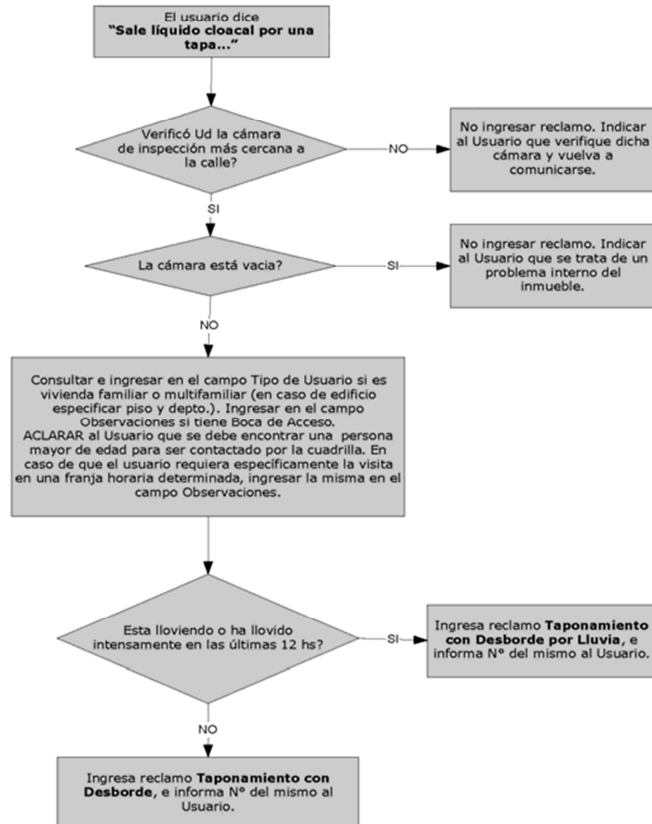 El usuario dice
“Sale líquido cloacal por una
tapa...”
Verificó Ud la cámara
de inspección más cercana a
la calle?
NO
No ingresar reclamo. Indicar
al Usuario que verifique dicha
cámara y vuelva a
comunicarse.
SI
La cámara está vacia?
SI
No ingresar reclamo. Indicar
al Usuario que se trata de un
problema interno del
inmueble.
NO
Consultar e ingresar en el campo Tipo de Usuario si es
vivienda familiar o multifamiliar (en caso de edificio
especificar piso y depto.). Ingresar en el campo
Observaciones si tiene Boca de Acceso.
ACLARAR al Usuario que se debe encontrar una persona
mayor de edad para ser contactado por la cuadrilla. En
caso de que el usuario requiera específicamente la visita
en una franja horaria determinada, ingresar la misma en el
campo Observaciones.
Esta lloviendo o ha llovido
intensamente en las últimas 12 hs?
SI
Ingresa reclamo Taponamiento
con Desborde por Lluvia, e
informa N° del mismo al Usuario.
NO
Ingresa reclamo Taponamiento con
Desborde, e informa N° del mismo al
Usuario.